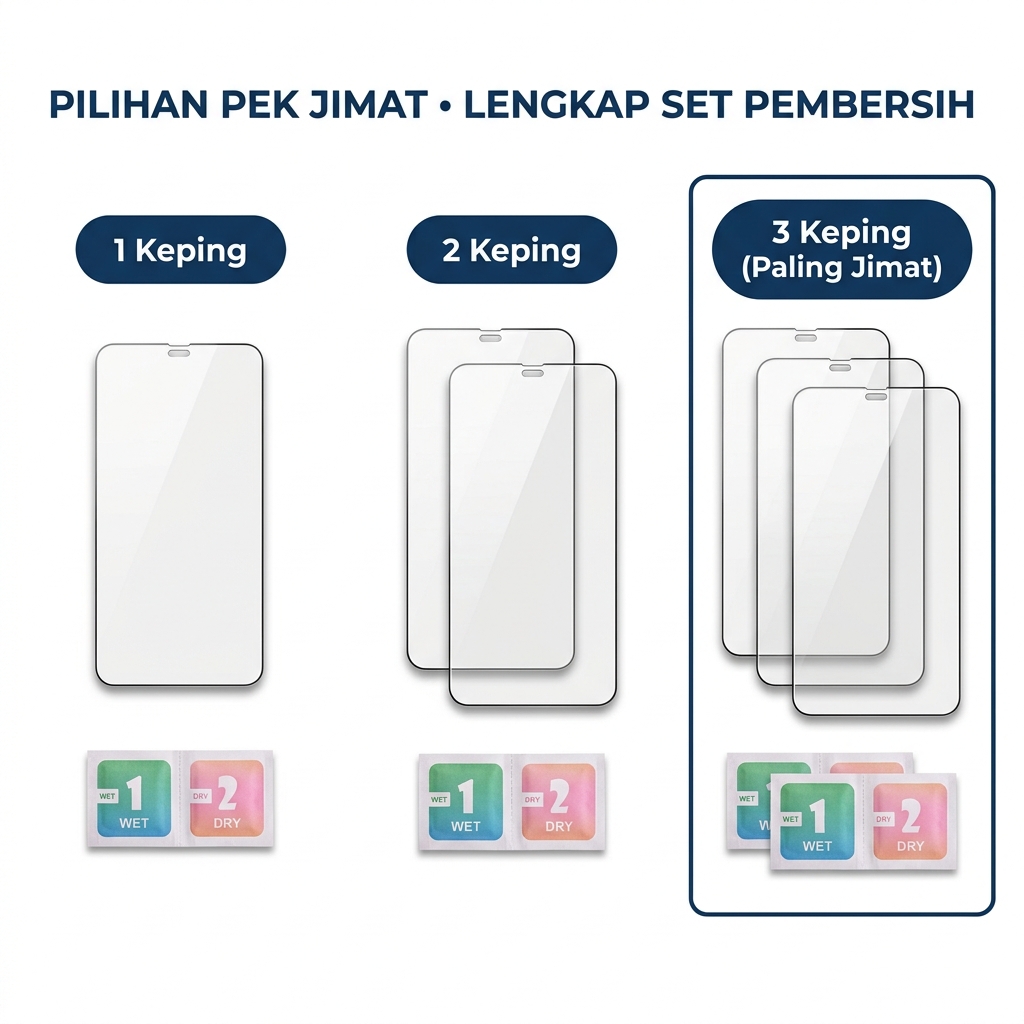 PILIHAN PEK JIMAT • LENGKAP SET PEMBERSIH
1 Keping
2 Keping
3 Keping
(Paling Jimat)
WET 1
WET
DRY 2
DRY
WET 1
WET
DRY 2
DRY
WET
W
WET 1
WET
DRY 2
DRY